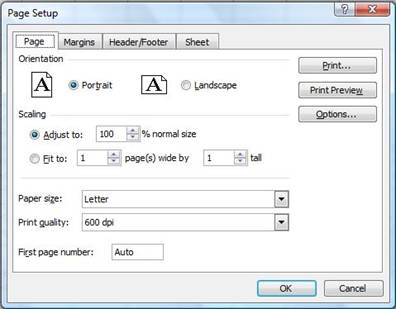 Page Setup
Page Margins Header/Footer Sheet
Orientation
A Portrait A Landscape
Print...
Print Preview
Options...
Scaling
Adjust to: 100 % normal size
Fit to: 1 page(s) wide by 1 tall
Paper size: Letter
Print quality: 600 dpi
First page number: Auto
OK Cancel